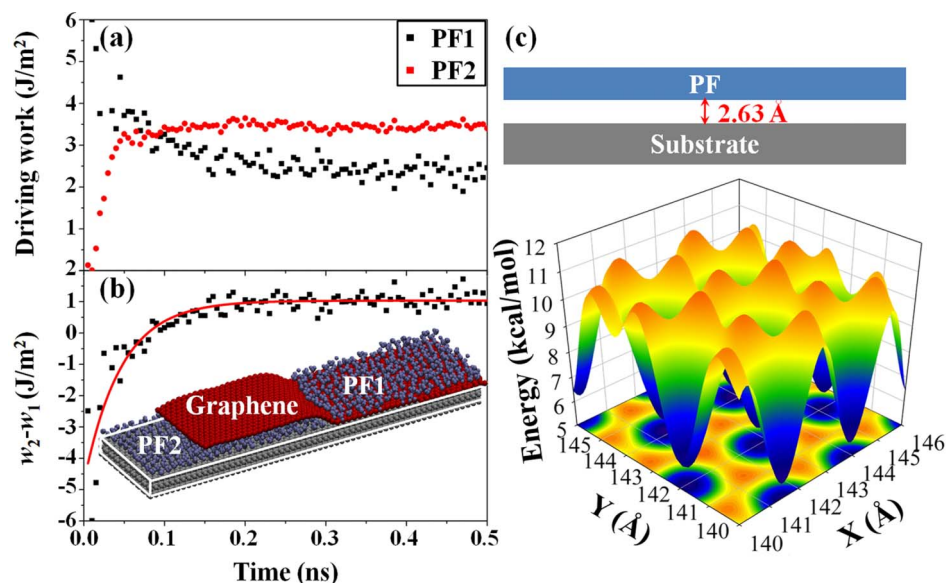 (a)
PF1
PF2
Driving work (J/m²)
6
5
4
3
2
1
2
(b)
w₂-w₁ (J/m²)
1
0
-1
-2
-3
-4
-5
-6
PF2
Graphene
PF1
0.0 0.1 0.2 0.3 0.4 0.5
Time (ns)
(c)
PF
2.63 Å
Substrate
Energy (kcal/mol)
12
11
10
9
8
7
6
5
145
144
143
142
141
140
Y (Å)
140
141
142
143
144
145
146
X (Å)